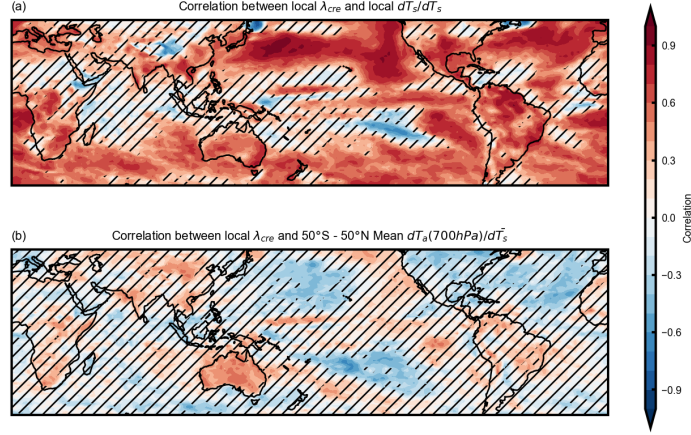 (a)
Correlation between local λcre and local dTs/dTs
(b)
Correlation between local λcre and 50°S - 50°N Mean dTa(700hPa)/dT̄s
0.9
0.6
0.3
0.0
−0.3
−0.6
−0.9
Correlation